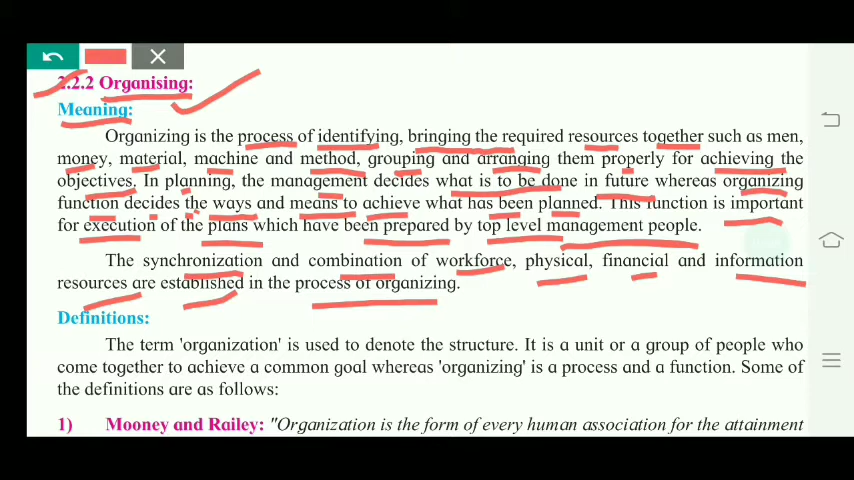 2.2.2 Organising:
Meaning:
Organizing is the process of identifying, bringing the required resources together such as men,
money, material, machine and method, grouping and arranging them properly for achieving the
objectives. In planning, the management decides what is to be done in future whereas organizing
function decides the ways and means to achieve what has been planned. This function is important
for execution of the plans which have been prepared by top level management people.
The synchronization and combination of workforce, physical, financial and information
resources are established in the process of organizing.
Definitions:
The term 'organization' is used to denote the structure. It is a unit or a group of people who
come together to achieve a common goal whereas 'organizing' is a process and a function. Some of
the definitions are as follows:
1) Mooney and Railey: "Organization is the form of every human association for the attainment